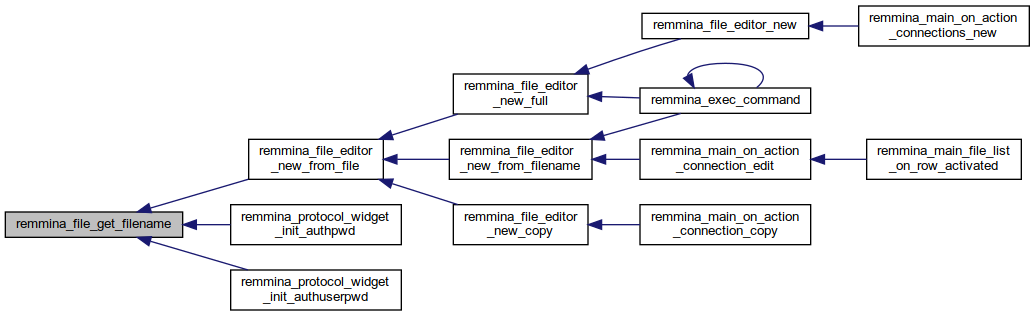 remmina_file_get_filename
remmina_file_editor
_new_from_file
remmina_protocol_widget
_init_authpwd
remmina_protocol_widget
_init_authuserpwd
remmina_file_editor
_new_full
remmina_file_editor
_new_from_filename
remmina_file_editor
_new_copy
remmina_file_editor_new
remmina_exec_command
remmina_main_on_action
_connection_edit
remmina_main_on_action
_connection_copy
remmina_main_on_action
_connections_new
remmina_main_file_list
_on_row_activated